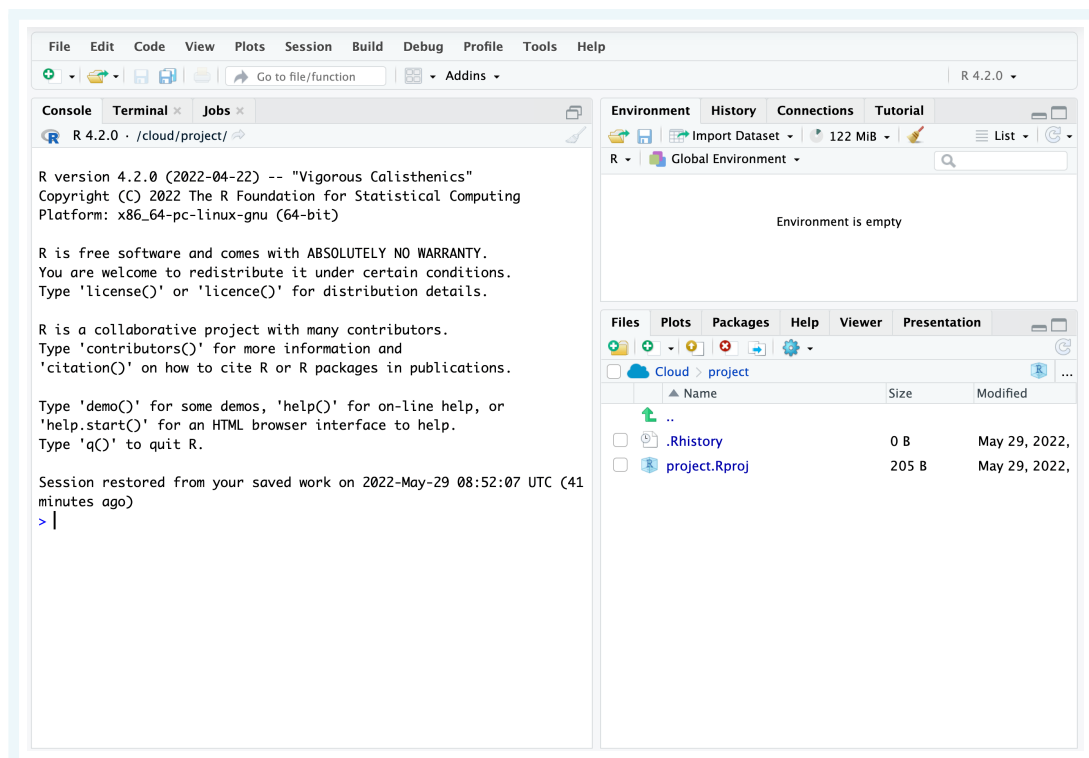 File Edit Code View Plots Session Build Debug Profile Tools Help
Go to file/function Addins R 4.2.0
Console Terminal Jobs
R 4.2.0 · /cloud/project/
R version 4.2.0 (2022-04-22) -- "Vigorous Calisthenics"
Copyright (C) 2022 The R Foundation for Statistical Computing
Platform: x86_64-pc-linux-gnu (64-bit)
R is free software and comes with ABSOLUTELY NO WARRANTY.
You are welcome to redistribute it under certain conditions.
Type 'license()' or 'licence()' for distribution details.
R is a collaborative project with many contributors.
Type 'contributors()' for more information and
'citation()' on how to cite R or R packages in publications.
Type 'demo()' for some demos, 'help()' for on-line help, or
'help.start()' for an HTML browser interface to help.
Type 'q()' to quit R.
Session restored from your saved work on 2022-May-29 08:52:07 UTC (41
minutes ago)
>
Environment History Connections Tutorial
Import Dataset 122 MiB List
R Global Environment
Environment is empty
Files Plots Packages Help Viewer Presentation
Cloud > project R ...
Name Size Modified
..
.Rhistory 0 B May 29, 2022,
project.Rproj 205 B May 29, 2022,